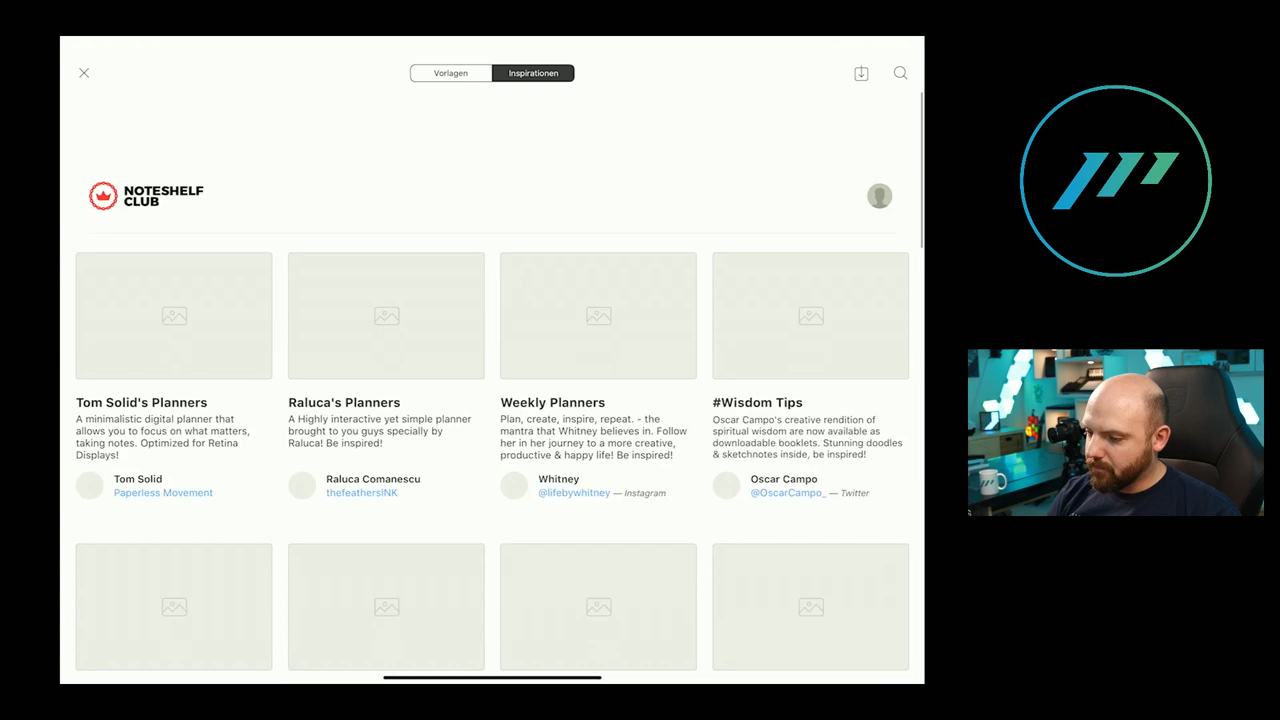 Vorlagen
Inspirationen
NOTESHELF
CLUB
Tom Solid's Planners
A minimalistic digital planner that
allows you to focus on what matters,
taking notes. Optimized for Retina
Displays!
Tom Solid
Paperless Movement
Raluca's Planners
A Highly interactive yet simple planner
brought to you guys specially by
Raluca! Be inspired!
Raluca Comanescu
thefeathersINK
Weekly Planners
Plan, create, inspire, repeat. - the
mantra that Whitney believes in. Follow
her in her journey to a more creative,
productive & happy life! Be inspired!
Whitney
@lifebywhitney — Instagram
#Wisdom Tips
Oscar Campo's creative rendition of
spiritual wisdom are now available as
downloadable booklets. Stunning doodles
& sketchnotes inside, be inspired!
Oscar Campo
@OscarCampo_ — Twitter